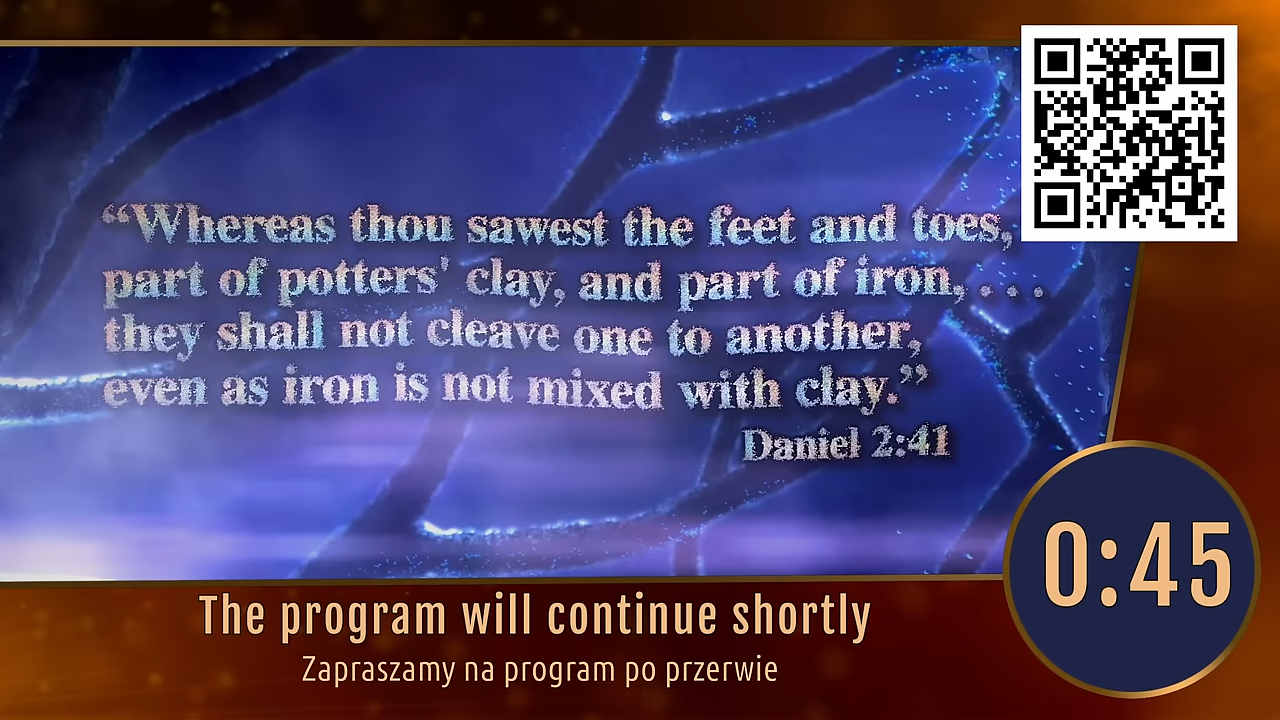 “Whereas thou sawest the feet and toes,
part of potters' clay, and part of iron, . . .
they shall not cleave one to another,
even as iron is not mixed with clay.”
Daniel 2:41
0:45
The program will continue shortly
Zapraszamy na program po przerwie